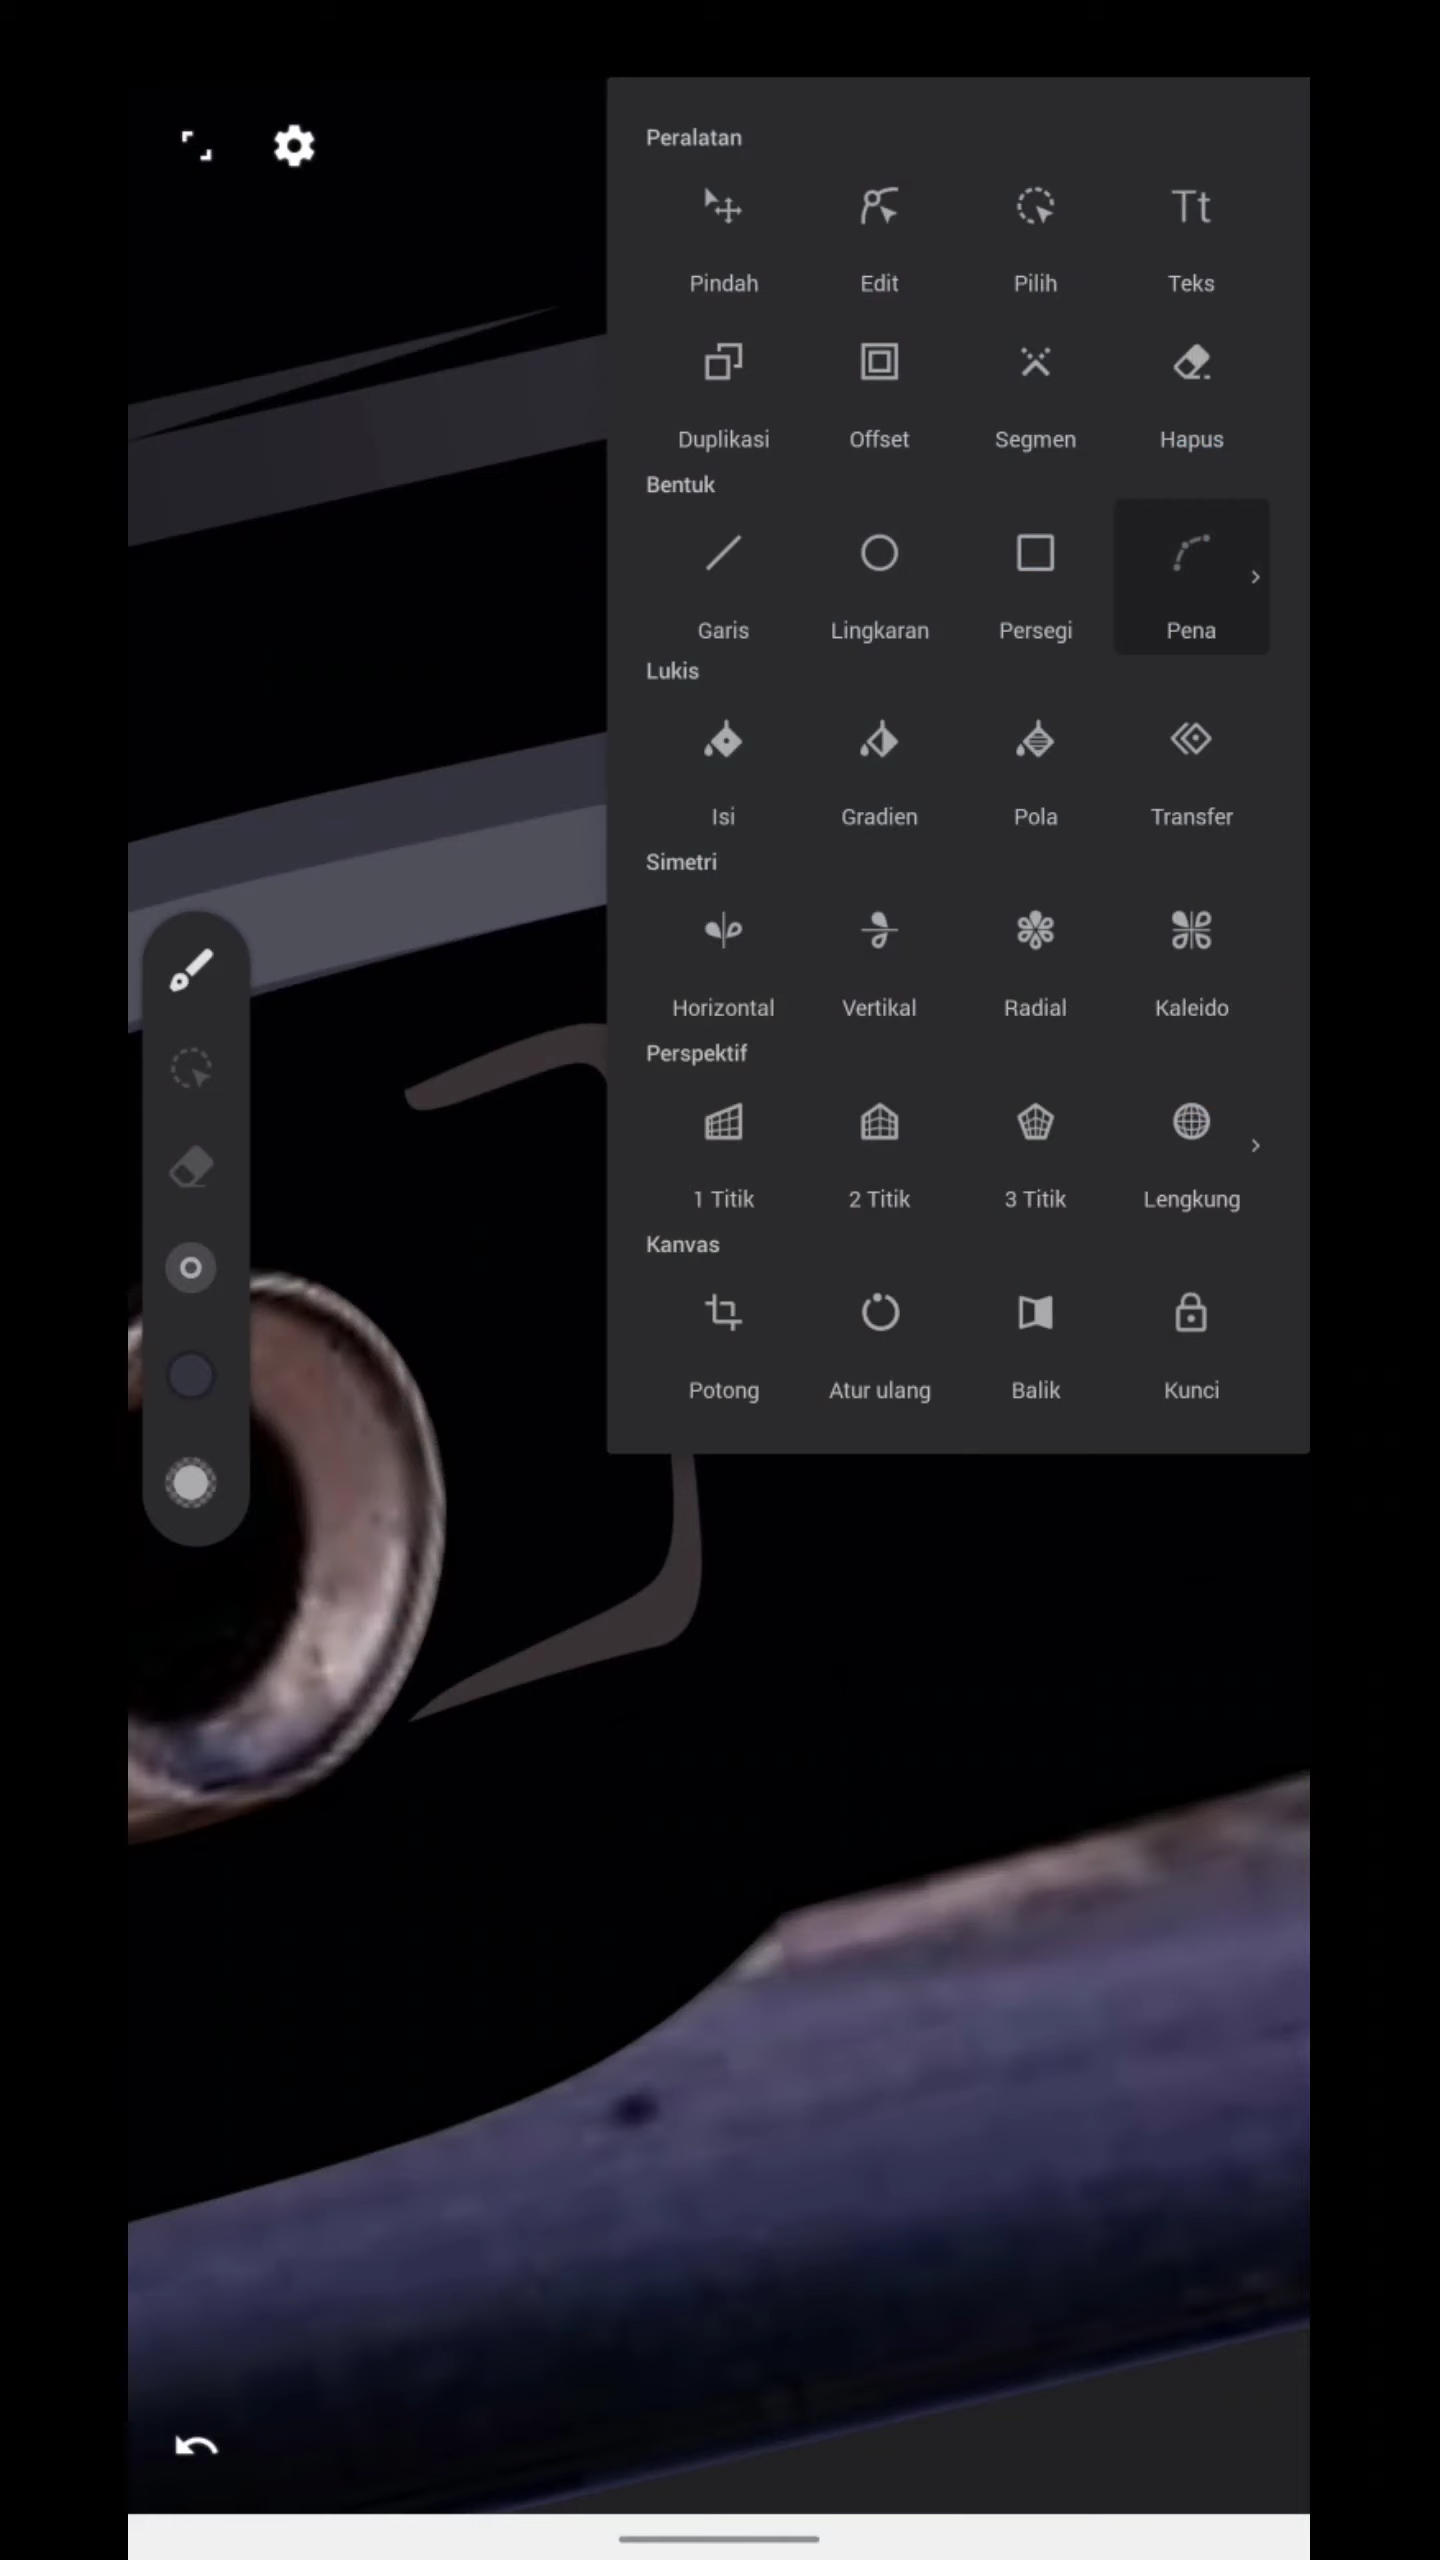 Peralatan
Pindah Edit Pilih Teks
Duplikasi Offset Segmen Hapus
Bentuk
Garis Lingkaran Persegi Pena
Lukis
Isi Gradien Pola Transfer
Simetri
Horizontal Vertikal Radial Kaleido
Perspektif
1 Titik 2 Titik 3 Titik Lengkung
Kanvas
Potong Atur ulang Balik Kunci